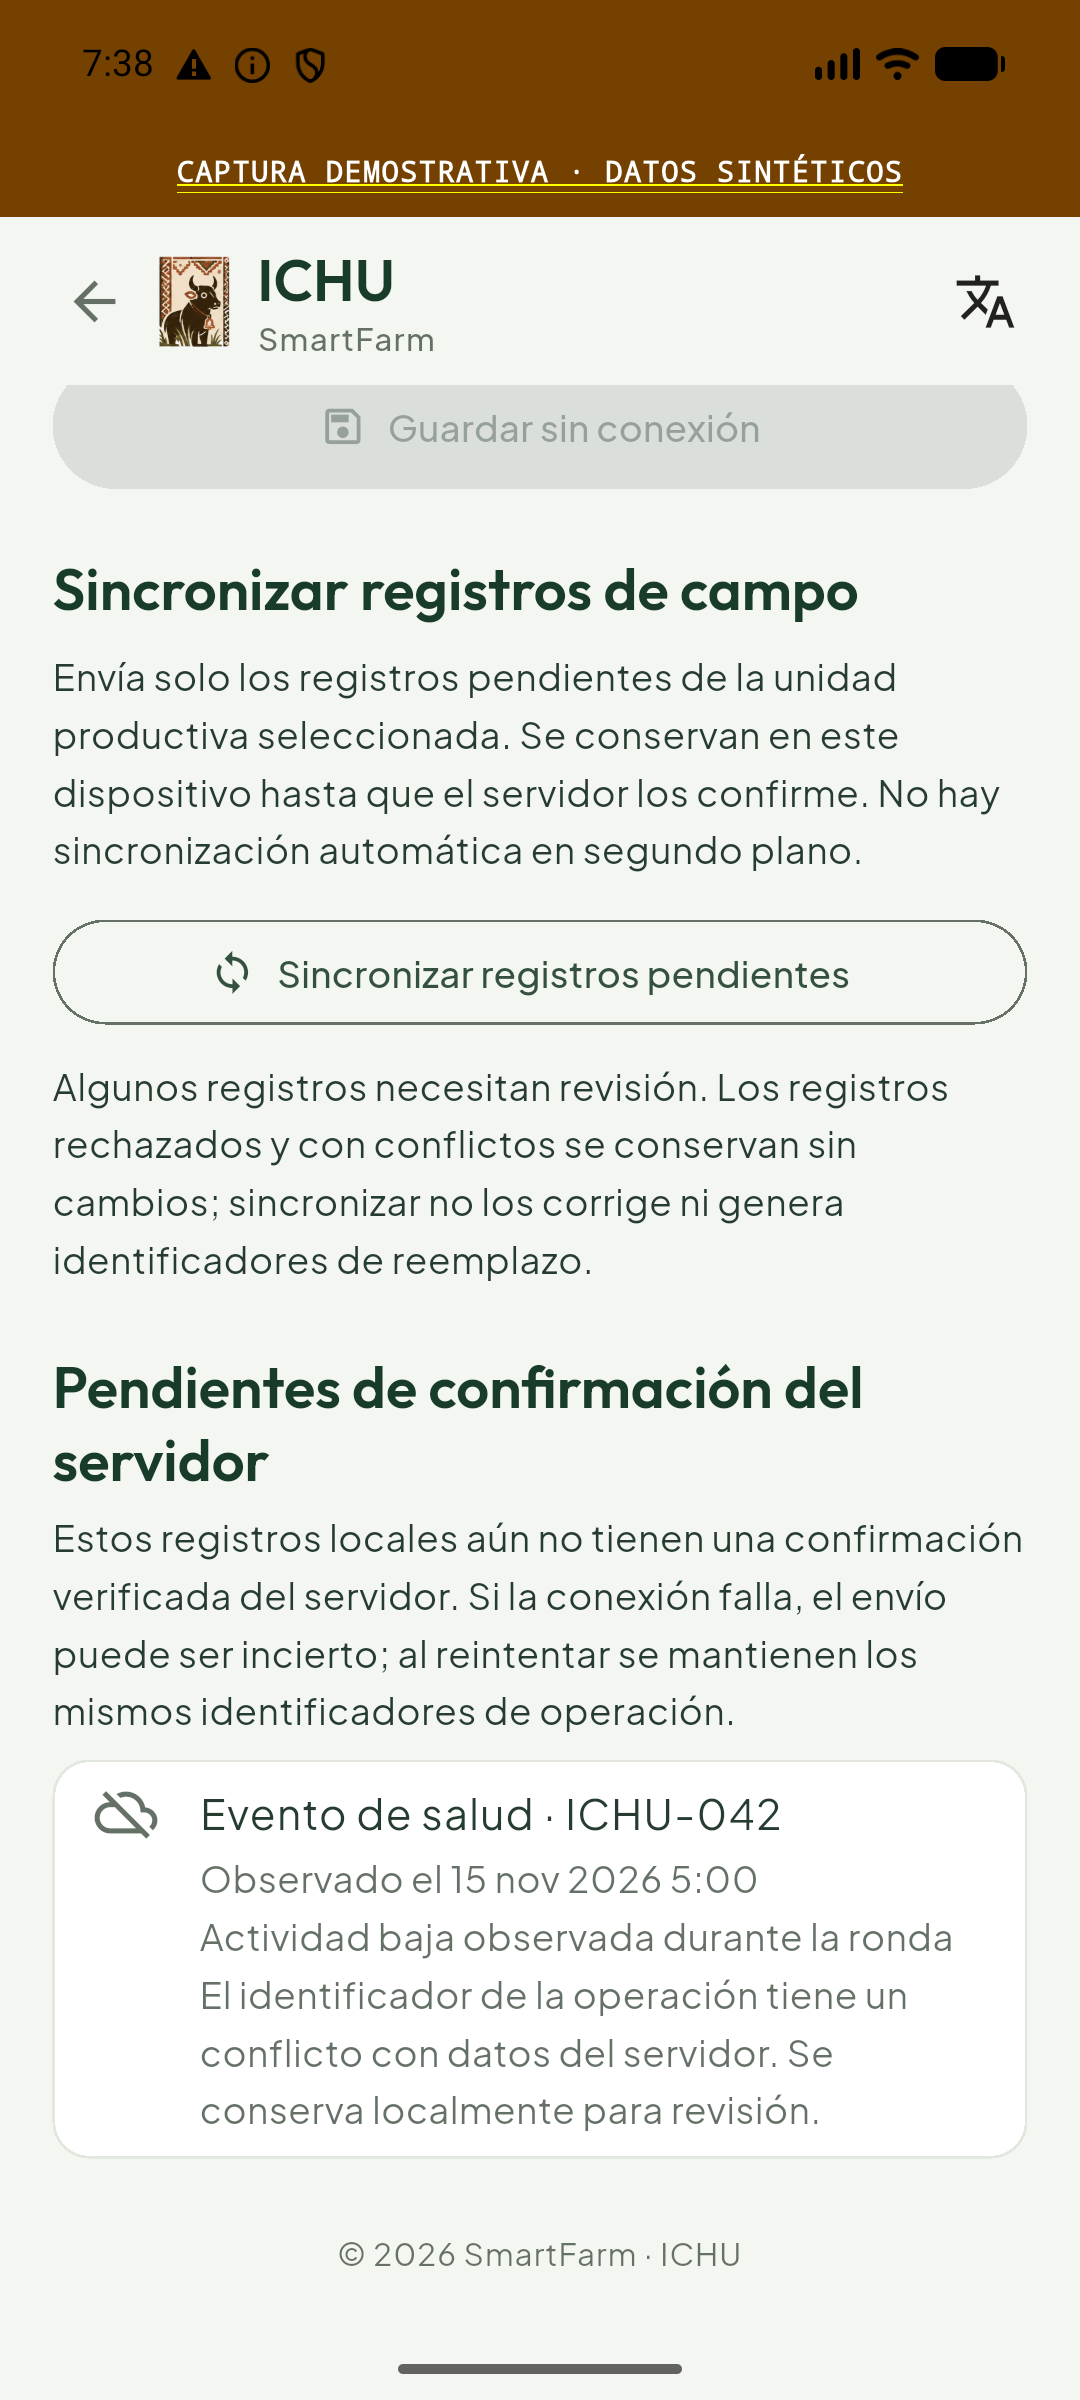 7:38
CAPTURA DEMOSTRATIVA · DATOS SINTÉTICOS
ICHU
SmartFarm
Guardar sin conexión
Sincronizar registros de campo
Envía solo los registros pendientes de la unidad
productiva seleccionada. Se conservan en este
dispositivo hasta que el servidor los confirme. No hay
sincronización automática en segundo plano.
Sincronizar registros pendientes
Algunos registros necesitan revisión. Los registros
rechazados y con conflictos se conservan sin
cambios; sincronizar no los corrige ni genera
identificadores de reemplazo.
Pendientes de confirmación del
servidor
Estos registros locales aún no tienen una confirmación
verificada del servidor. Si la conexión falla, el envío
puede ser incierto; al reintentar se mantienen los
mismos identificadores de operación.
Evento de salud · ICHU-042
Observado el 15 nov 2026 5:00
Actividad baja observada durante la ronda
El identificador de la operación tiene un
conflicto con datos del servidor. Se
conserva localmente para revisión.
© 2026 SmartFarm · ICHU